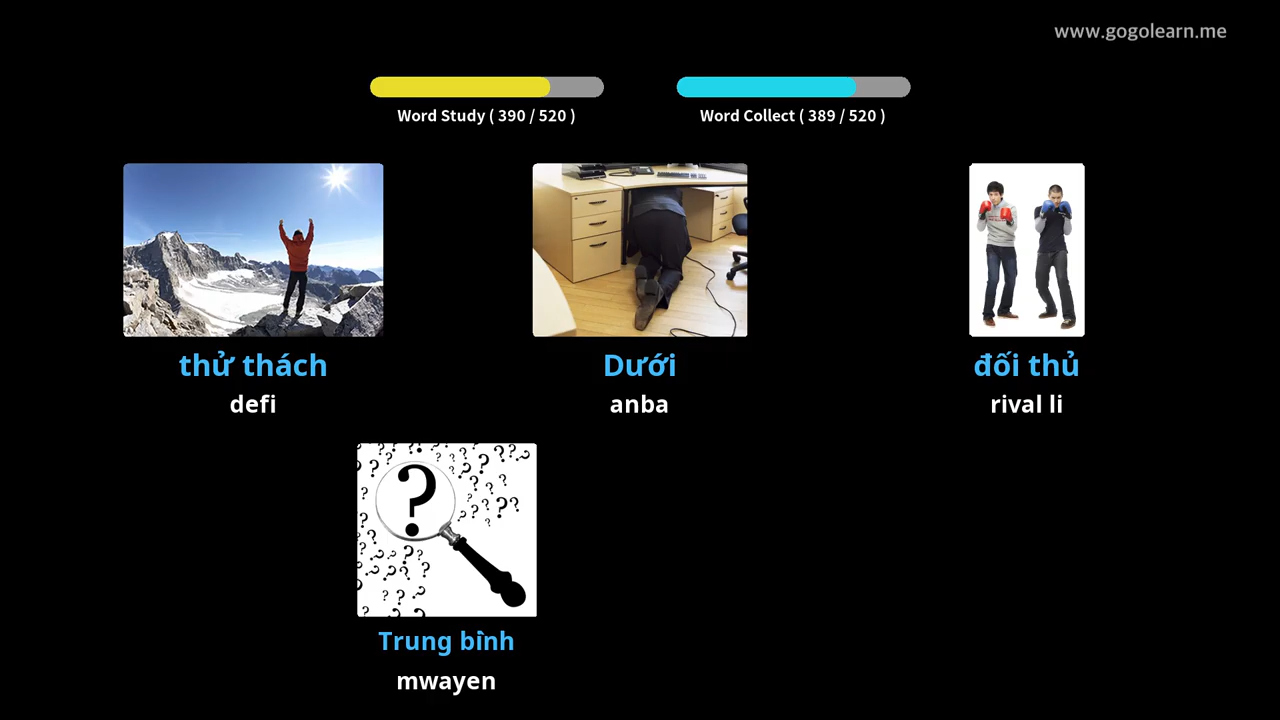 www.gogolearn.me
Word Study ( 390 / 520 )
Word Collect ( 389 / 520 )
thử thách
Dưới
đối thủ
defi
anba
rival li
Trung bình
mwayen